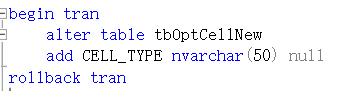 begin tran
alter table tbOptCellNew
add CELL_TYPE nvarchar(50) null
rollback tran